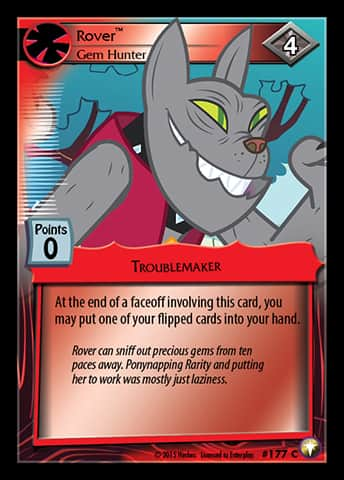 Rover™
Gem Hunter
4
Points
0
TROUBLEMAKER
At the end of a faceoff involving this card, you
may put one of your flipped cards into your hand.
Rover can sniff out precious gems from ten
paces away. Ponynapping Rarity and putting
her to work was mostly just laziness.
© 2015 Hasbro. Licensed to Enterplay. #177 C